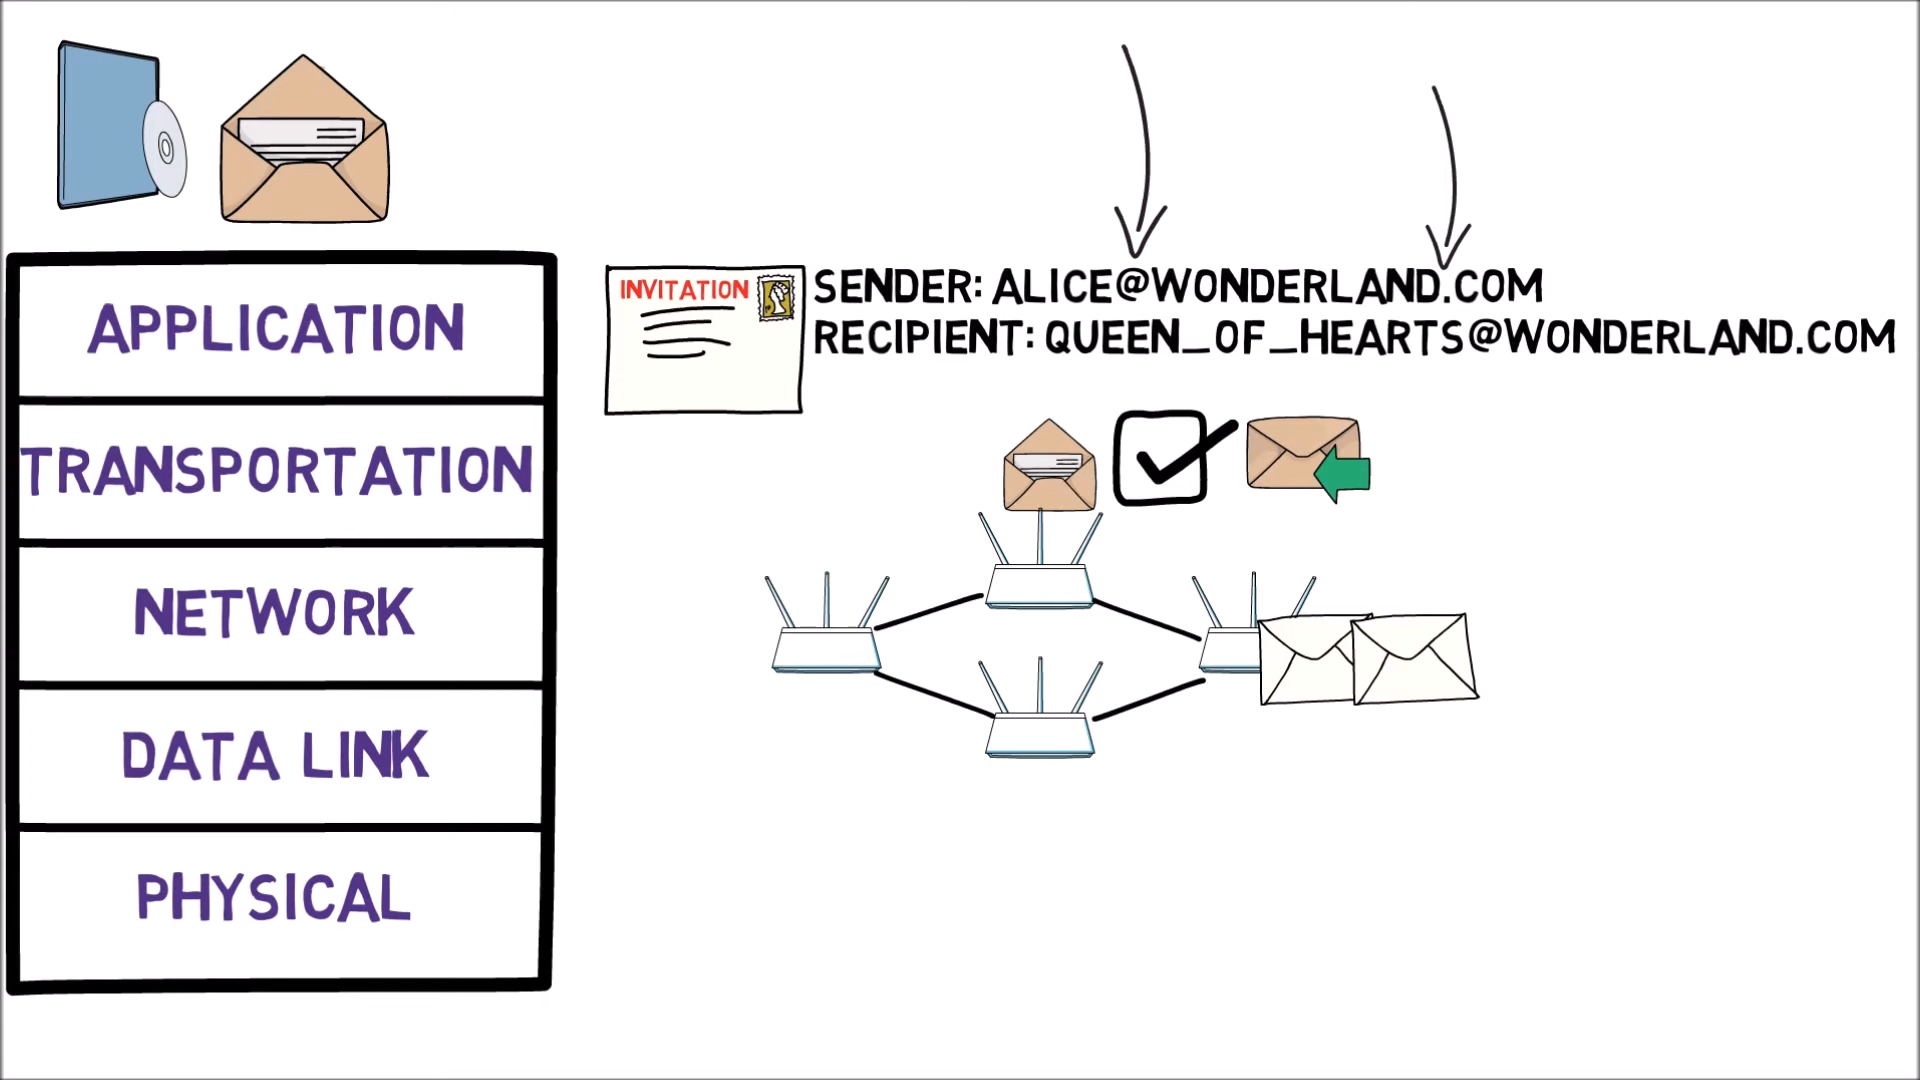 APPLICATION
TRANSPORTATION
NETWORK
DATA LINK
PHYSICAL
INVITATION
SENDER: ALICE@WONDERLAND.COM
RECIPIENT: QUEEN_OF_HEARTS@WONDERLAND.COM